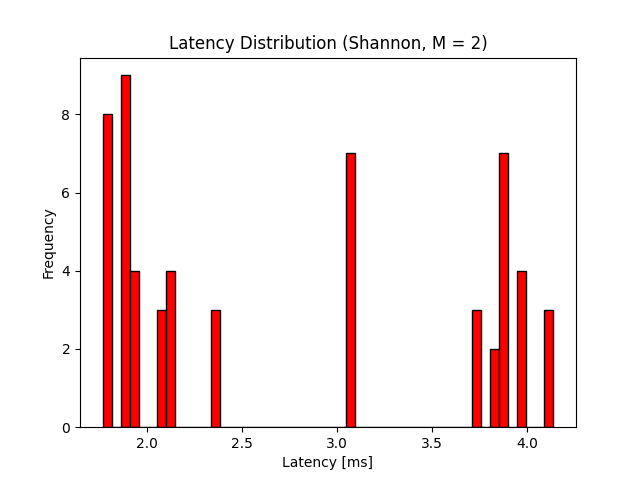 Latency Distribution (Shannon, M = 2)
8
6
4
2
0
Frequency
2.0 2.5 3.0 3.5 4.0
Latency [ms]